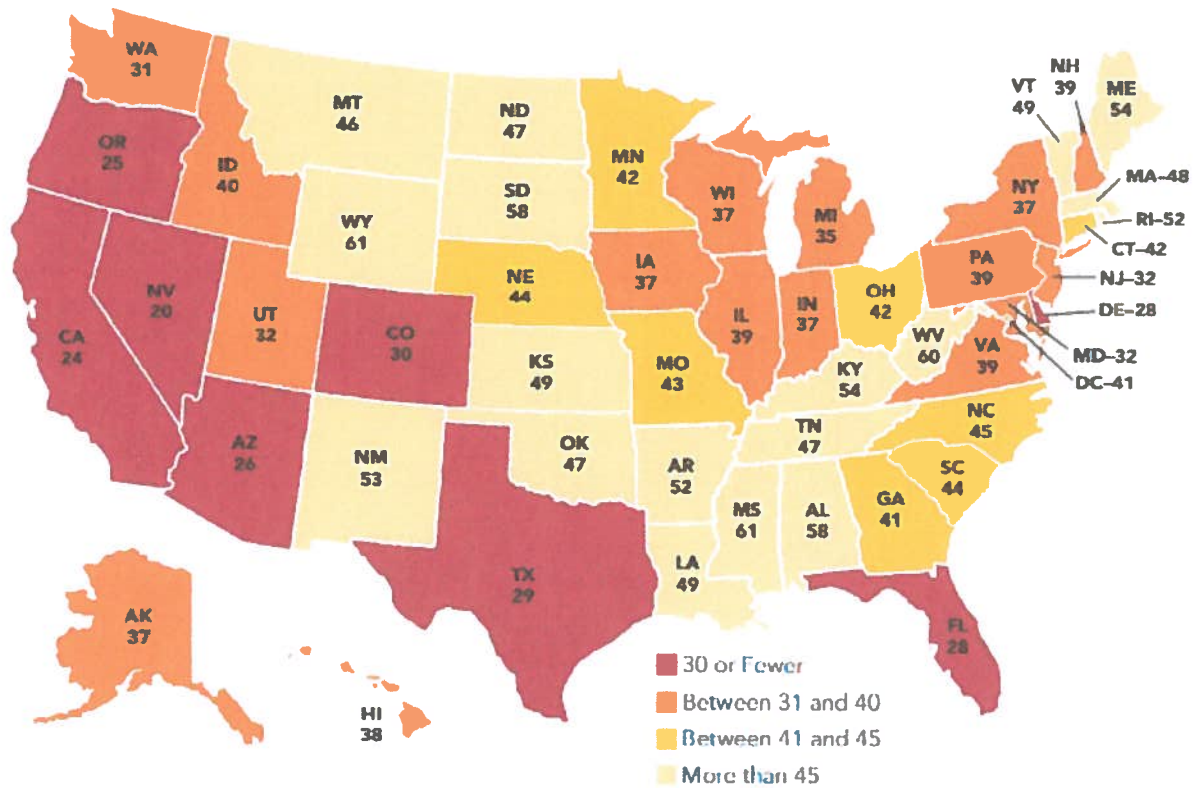 WA
31
OR
25
ID
40
MT
46
ND
47
MN
42
WI
37
MI
35
NY
37
VT
49
NH
39
ME
54
MA-48
RI-52
CT-42
NJ-32
DE-28
MD-32
DC-41
CA
24
NV
20
UT
32
WY
61
SD
58
NE
44
IA
37
IL
39
IN
37
OH
42
PA
39
WV
60
VA
39
CO
30
KS
49
MO
43
KY
54
NC
45
AZ
26
NM
53
OK
47
AR
52
TN
47
SC
44
TX
29
LA
49
MS
61
AL
58
GA
41
FL
28
AK
37
HI
38
30 or Fewer
Between 31 and 40
Between 41 and 45
More than 45